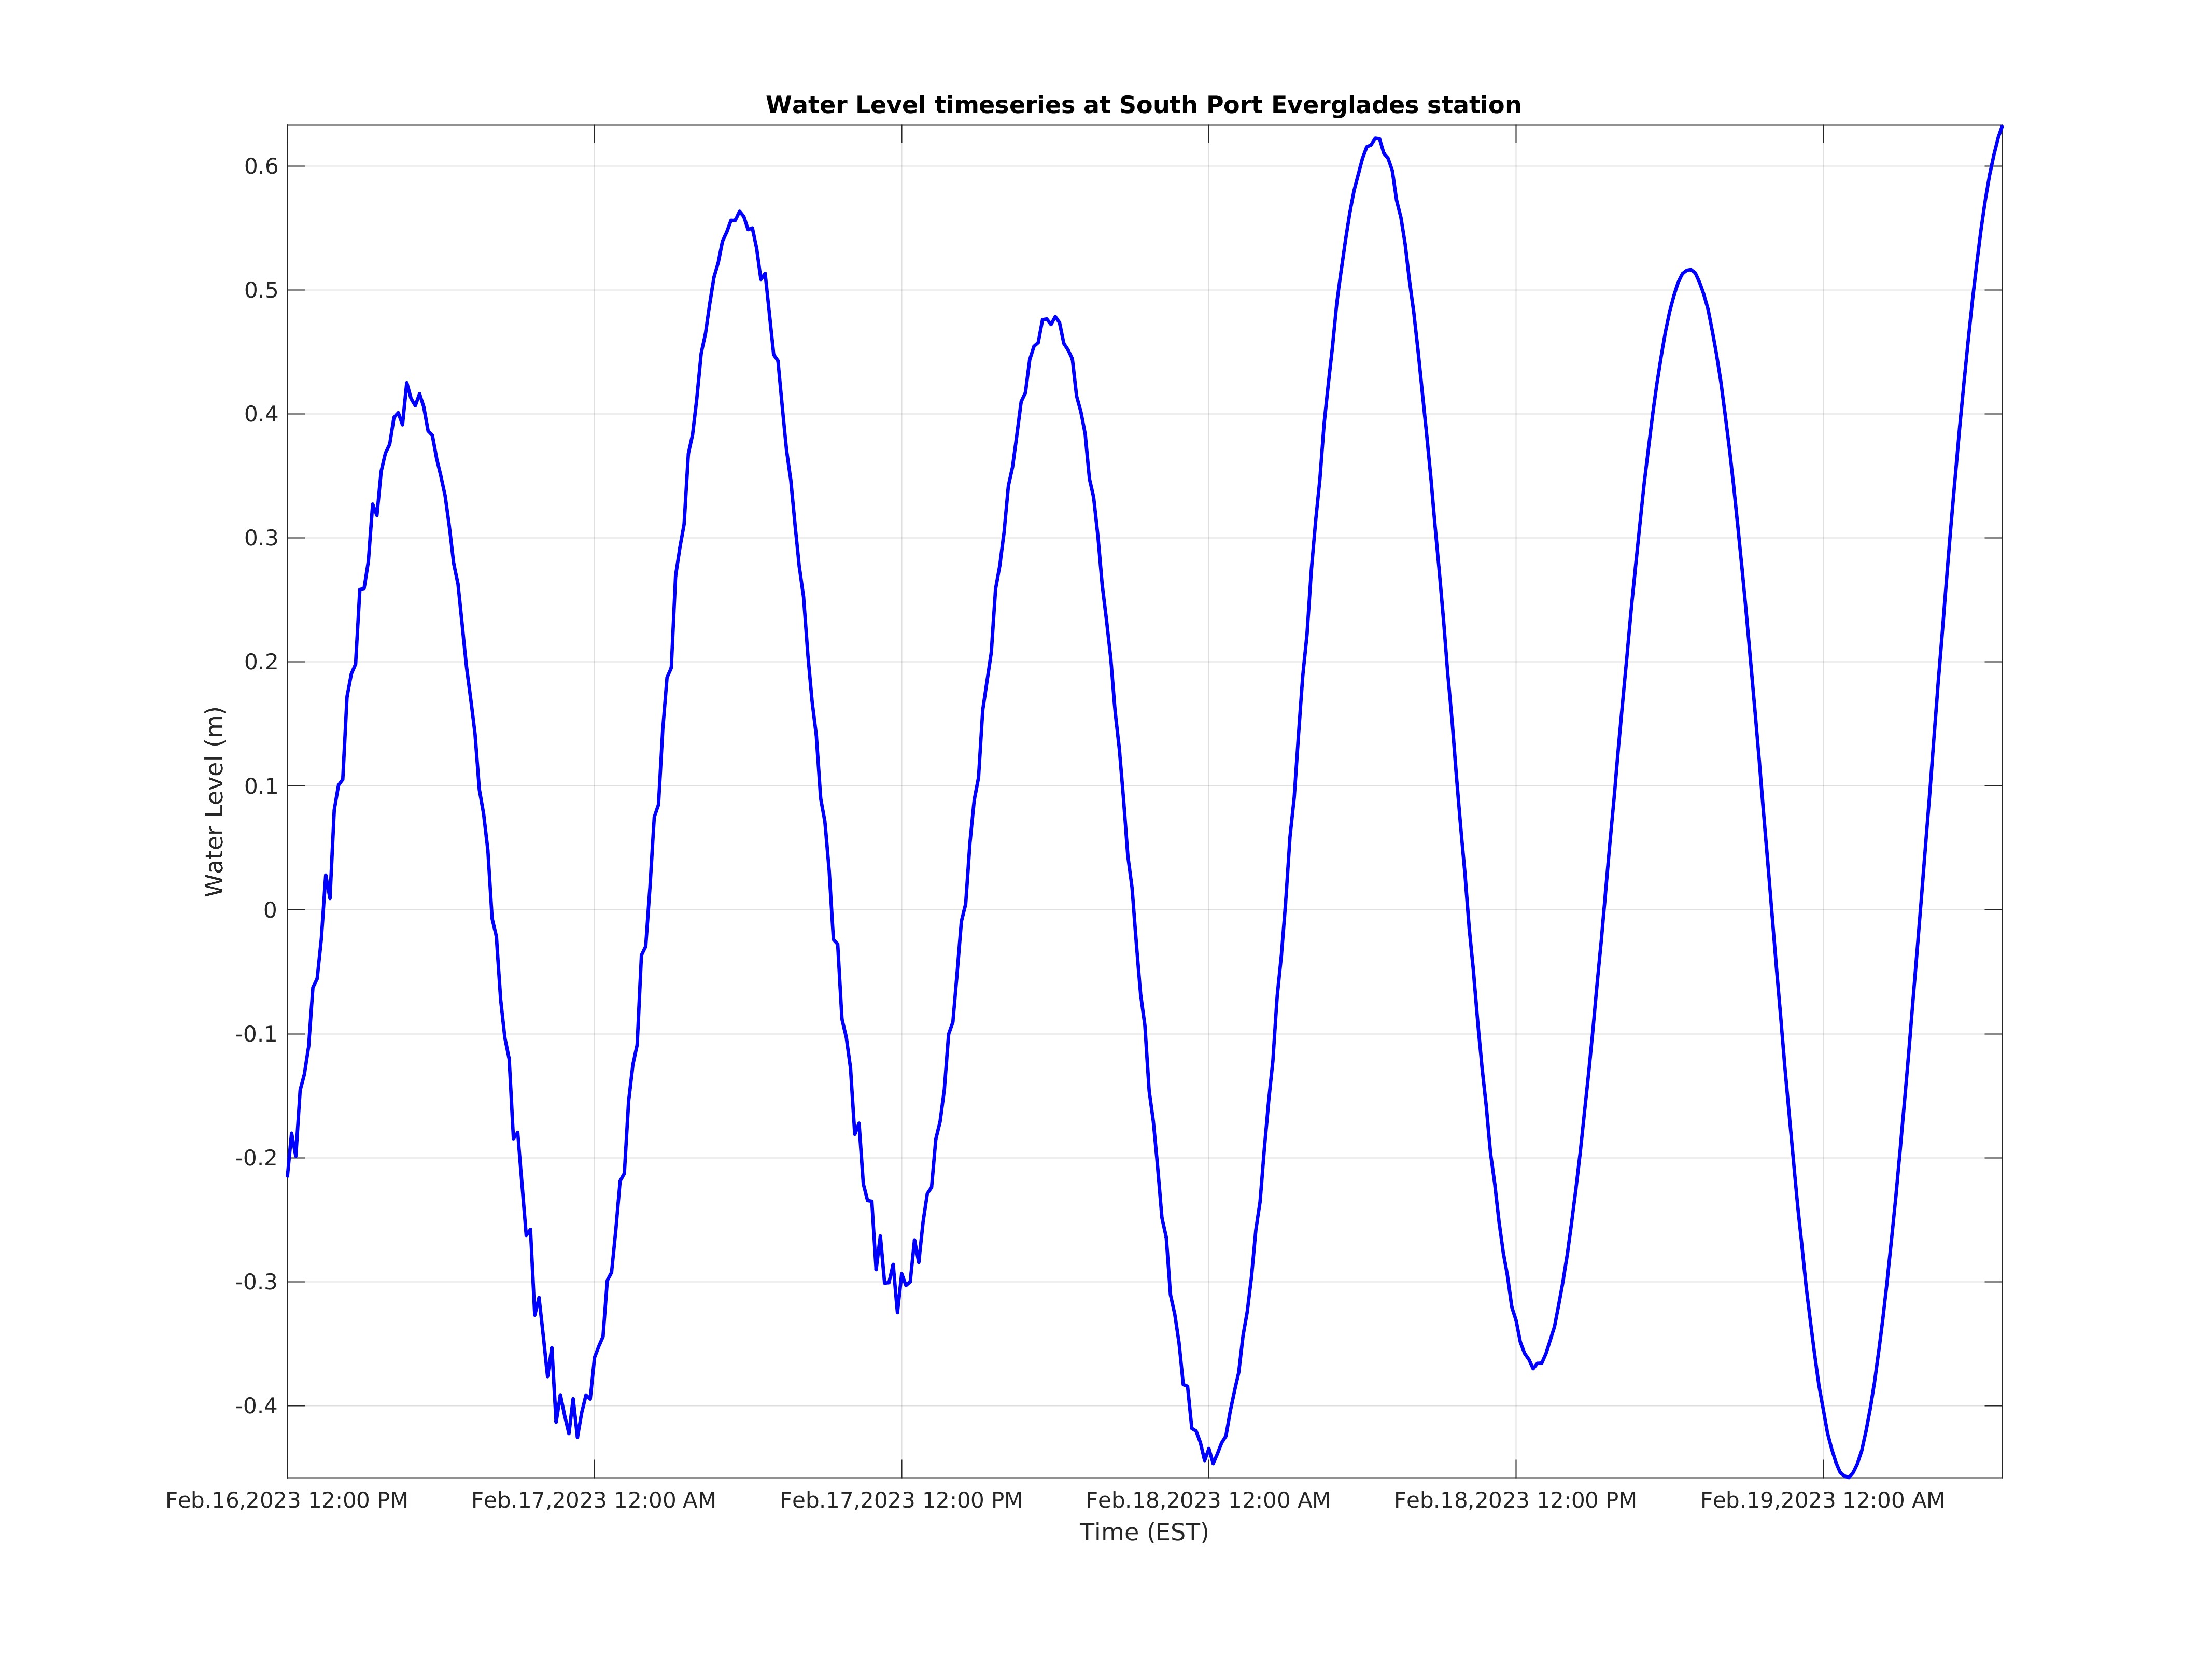 Water Level timeseries at South Port Everglades station
0.6
0.5
0.4
0.3
0.2
0.1
0
-0.1
-0.2
-0.3
-0.4
Water Level (m)
Feb.16,2023 12:00 PM Feb.17,2023 12:00 AM Feb.17,2023 12:00 PM Feb.18,2023 12:00 AM Feb.18,2023 12:00 PM Feb.19,2023 12:00 AM
Time (EST)